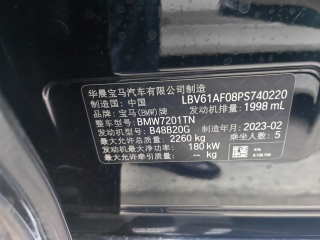 华晨宝马汽车有限公司制造
制造国: 中国 LBV61AF08PS740220
品牌: 宝马(BMW)牌 发动机排量: 1998 mL
整车型号: BMW7201TN
发动机型号: B48B20G 制造年月: 2023-02
最大允许总质量: 2260 kg 乘坐人数: 5
发动机最大净功率: 180 kW
最大允许牵引质量: -- kg